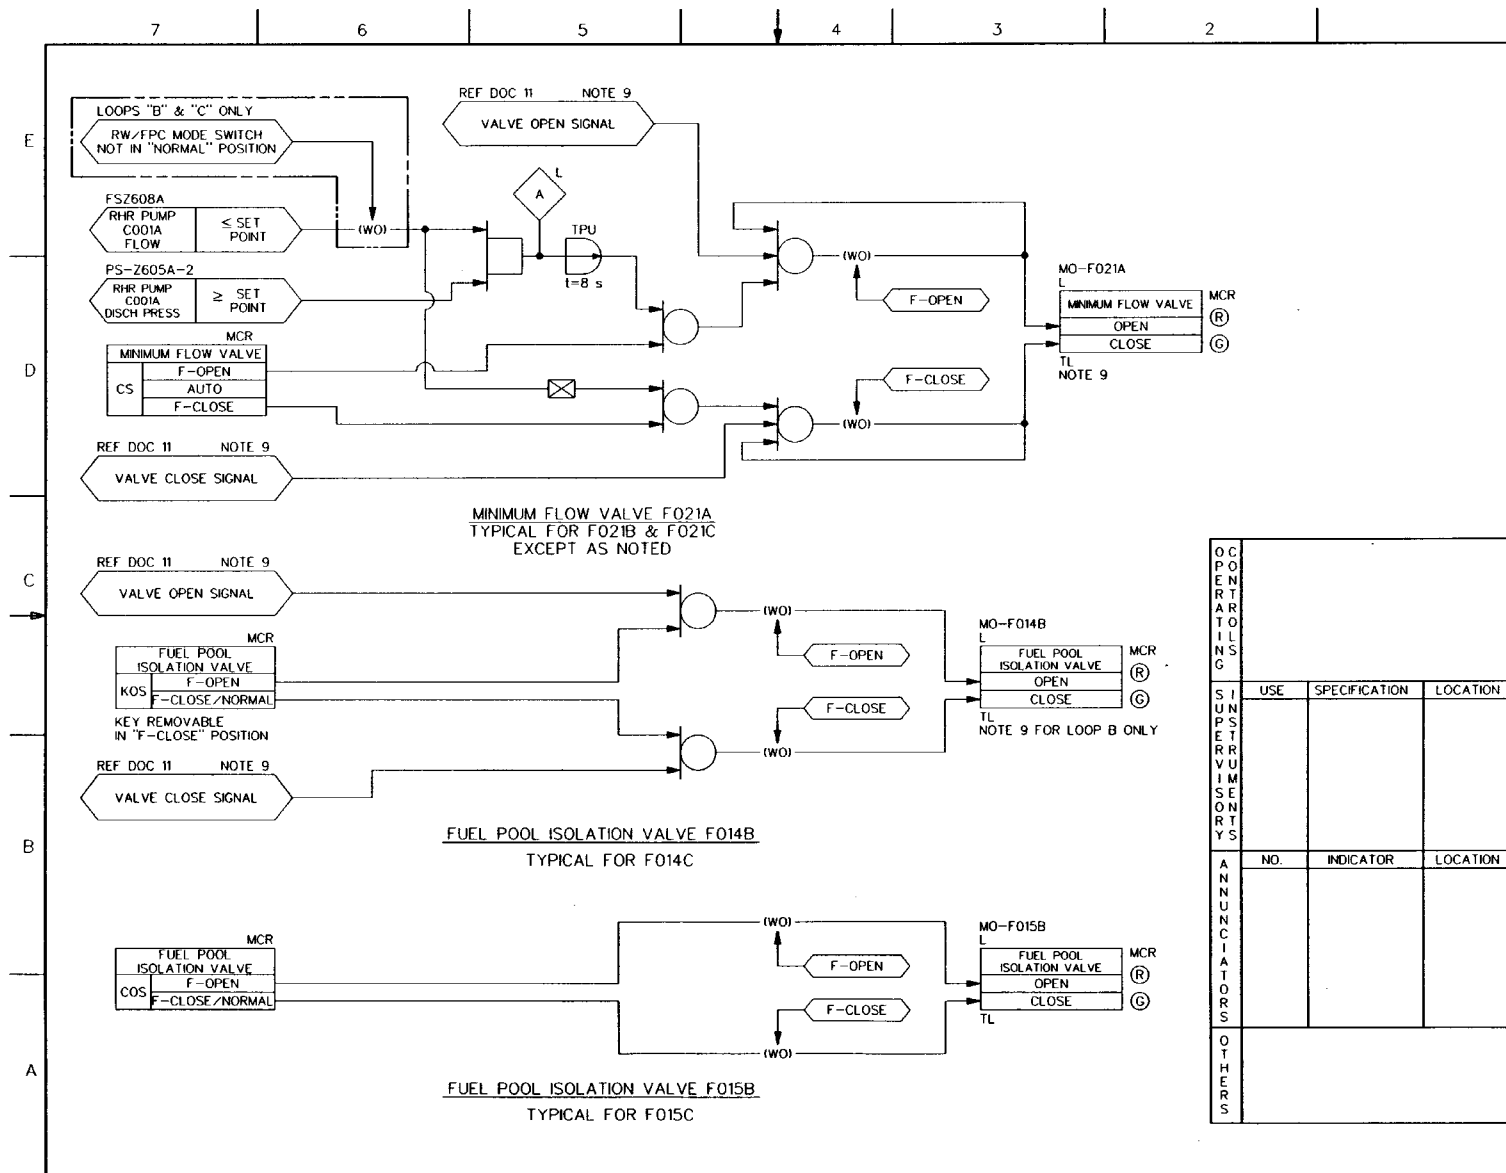 7 6 5 4 3 2
E
D
C
B
A
LOOPS "B" & "C" ONLY
RW/FPC MODE SWITCH
NOT IN "NORMAL" POSITION
REF DOC 11 NOTE 9
VALVE OPEN SIGNAL
FSZ608A
RHR PUMP
C001A
FLOW
≤ SET
POINT
(WO)
L
A
TPU
t=8 s
PS-Z605A-2
RHR PUMP
C001A
DISCH PRESS
≥ SET
POINT
MCR
MINIMUM FLOW VALVE
CS
F-OPEN
AUTO
F-CLOSE
(WO)
F-OPEN
F-CLOSE
(WO)
MO-F021A
L
MINIMUM FLOW VALVE
OPEN
CLOSE
MCR
R
G
TL
NOTE 9
REF DOC 11 NOTE 9
VALVE CLOSE SIGNAL
MINIMUM FLOW VALVE F021A
TYPICAL FOR F021B & F021C
EXCEPT AS NOTED
REF DOC 11 NOTE 9
VALVE OPEN SIGNAL
MCR
FUEL POOL
ISOLATION VALVE
KOS
F-OPEN
F-CLOSE/NORMAL
KEY REMOVABLE
IN "F-CLOSE" POSITION
REF DOC 11 NOTE 9
VALVE CLOSE SIGNAL
(WO)
F-OPEN
F-CLOSE
(WO)
MO-F014B
L
FUEL POOL
ISOLATION VALVE
OPEN
CLOSE
MCR
R
G
TL
NOTE 9 FOR LOOP B ONLY
FUEL POOL ISOLATION VALVE F014B
TYPICAL FOR F014C
MCR
FUEL POOL
ISOLATION VALVE
COS
F-OPEN
F-CLOSE/NORMAL
(WO)
F-OPEN
F-CLOSE
(WO)
MO-F015B
L
FUEL POOL
ISOLATION VALVE
OPEN
CLOSE
MCR
R
G
TL
FUEL POOL ISOLATION VALVE F015B
TYPICAL FOR F015C
OPERATING
CONTROLS
SUPERVISORY
INSTRUMENTS
USE SPECIFICATION LOCATION
ANNUNCIATORS
NO. INDICATOR LOCATION
OTHERS